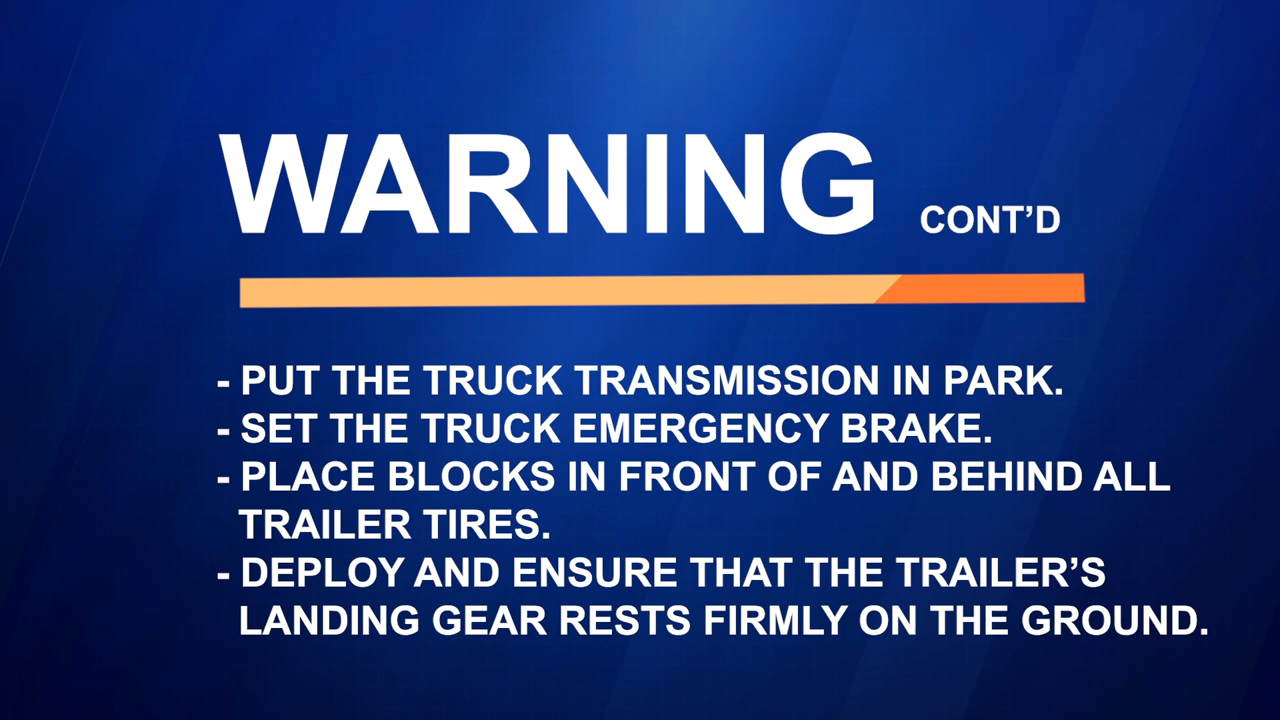 WARNING CONT’D
- PUT THE TRUCK TRANSMISSION IN PARK.
- SET THE TRUCK EMERGENCY BRAKE.
- PLACE BLOCKS IN FRONT OF AND BEHIND ALL
TRAILER TIRES.
- DEPLOY AND ENSURE THAT THE TRAILER’S
LANDING GEAR RESTS FIRMLY ON THE GROUND.